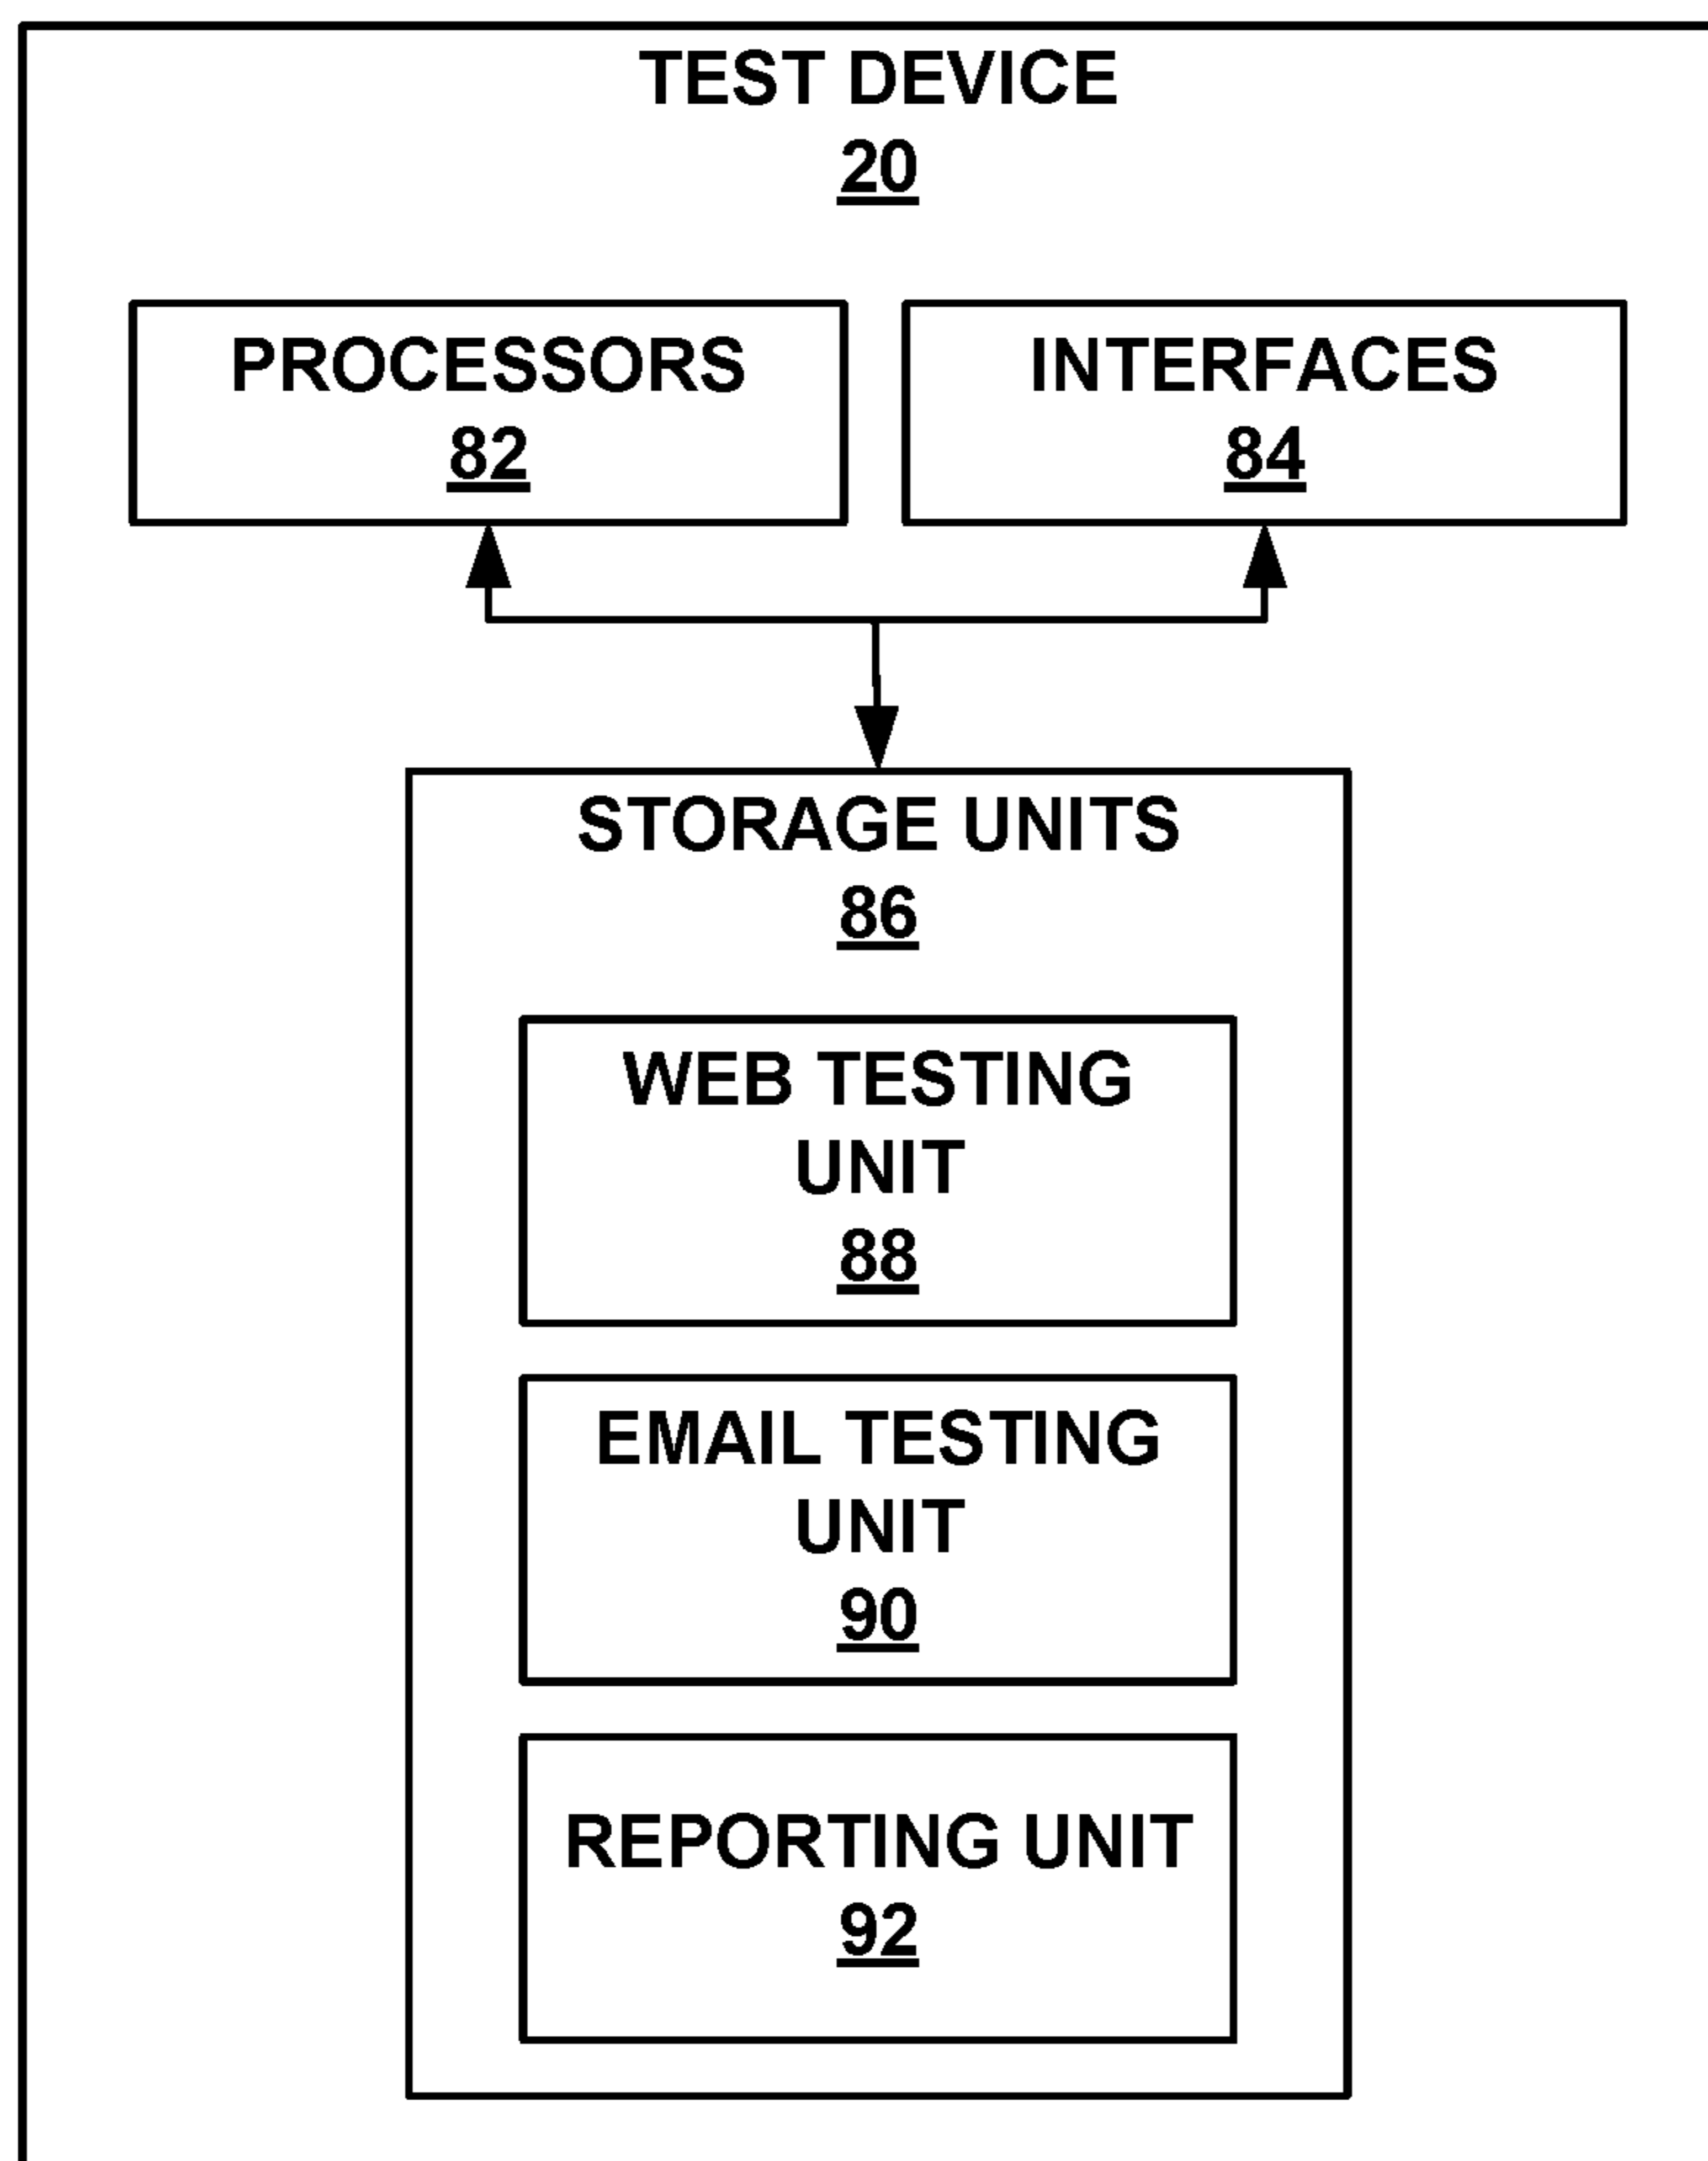 TEST DEVICE
20
PROCESSORS
82
INTERFACES
84
STORAGE UNITS
86
WEB TESTING
UNIT
88
EMAIL TESTING
UNIT
90
REPORTING UNIT
92